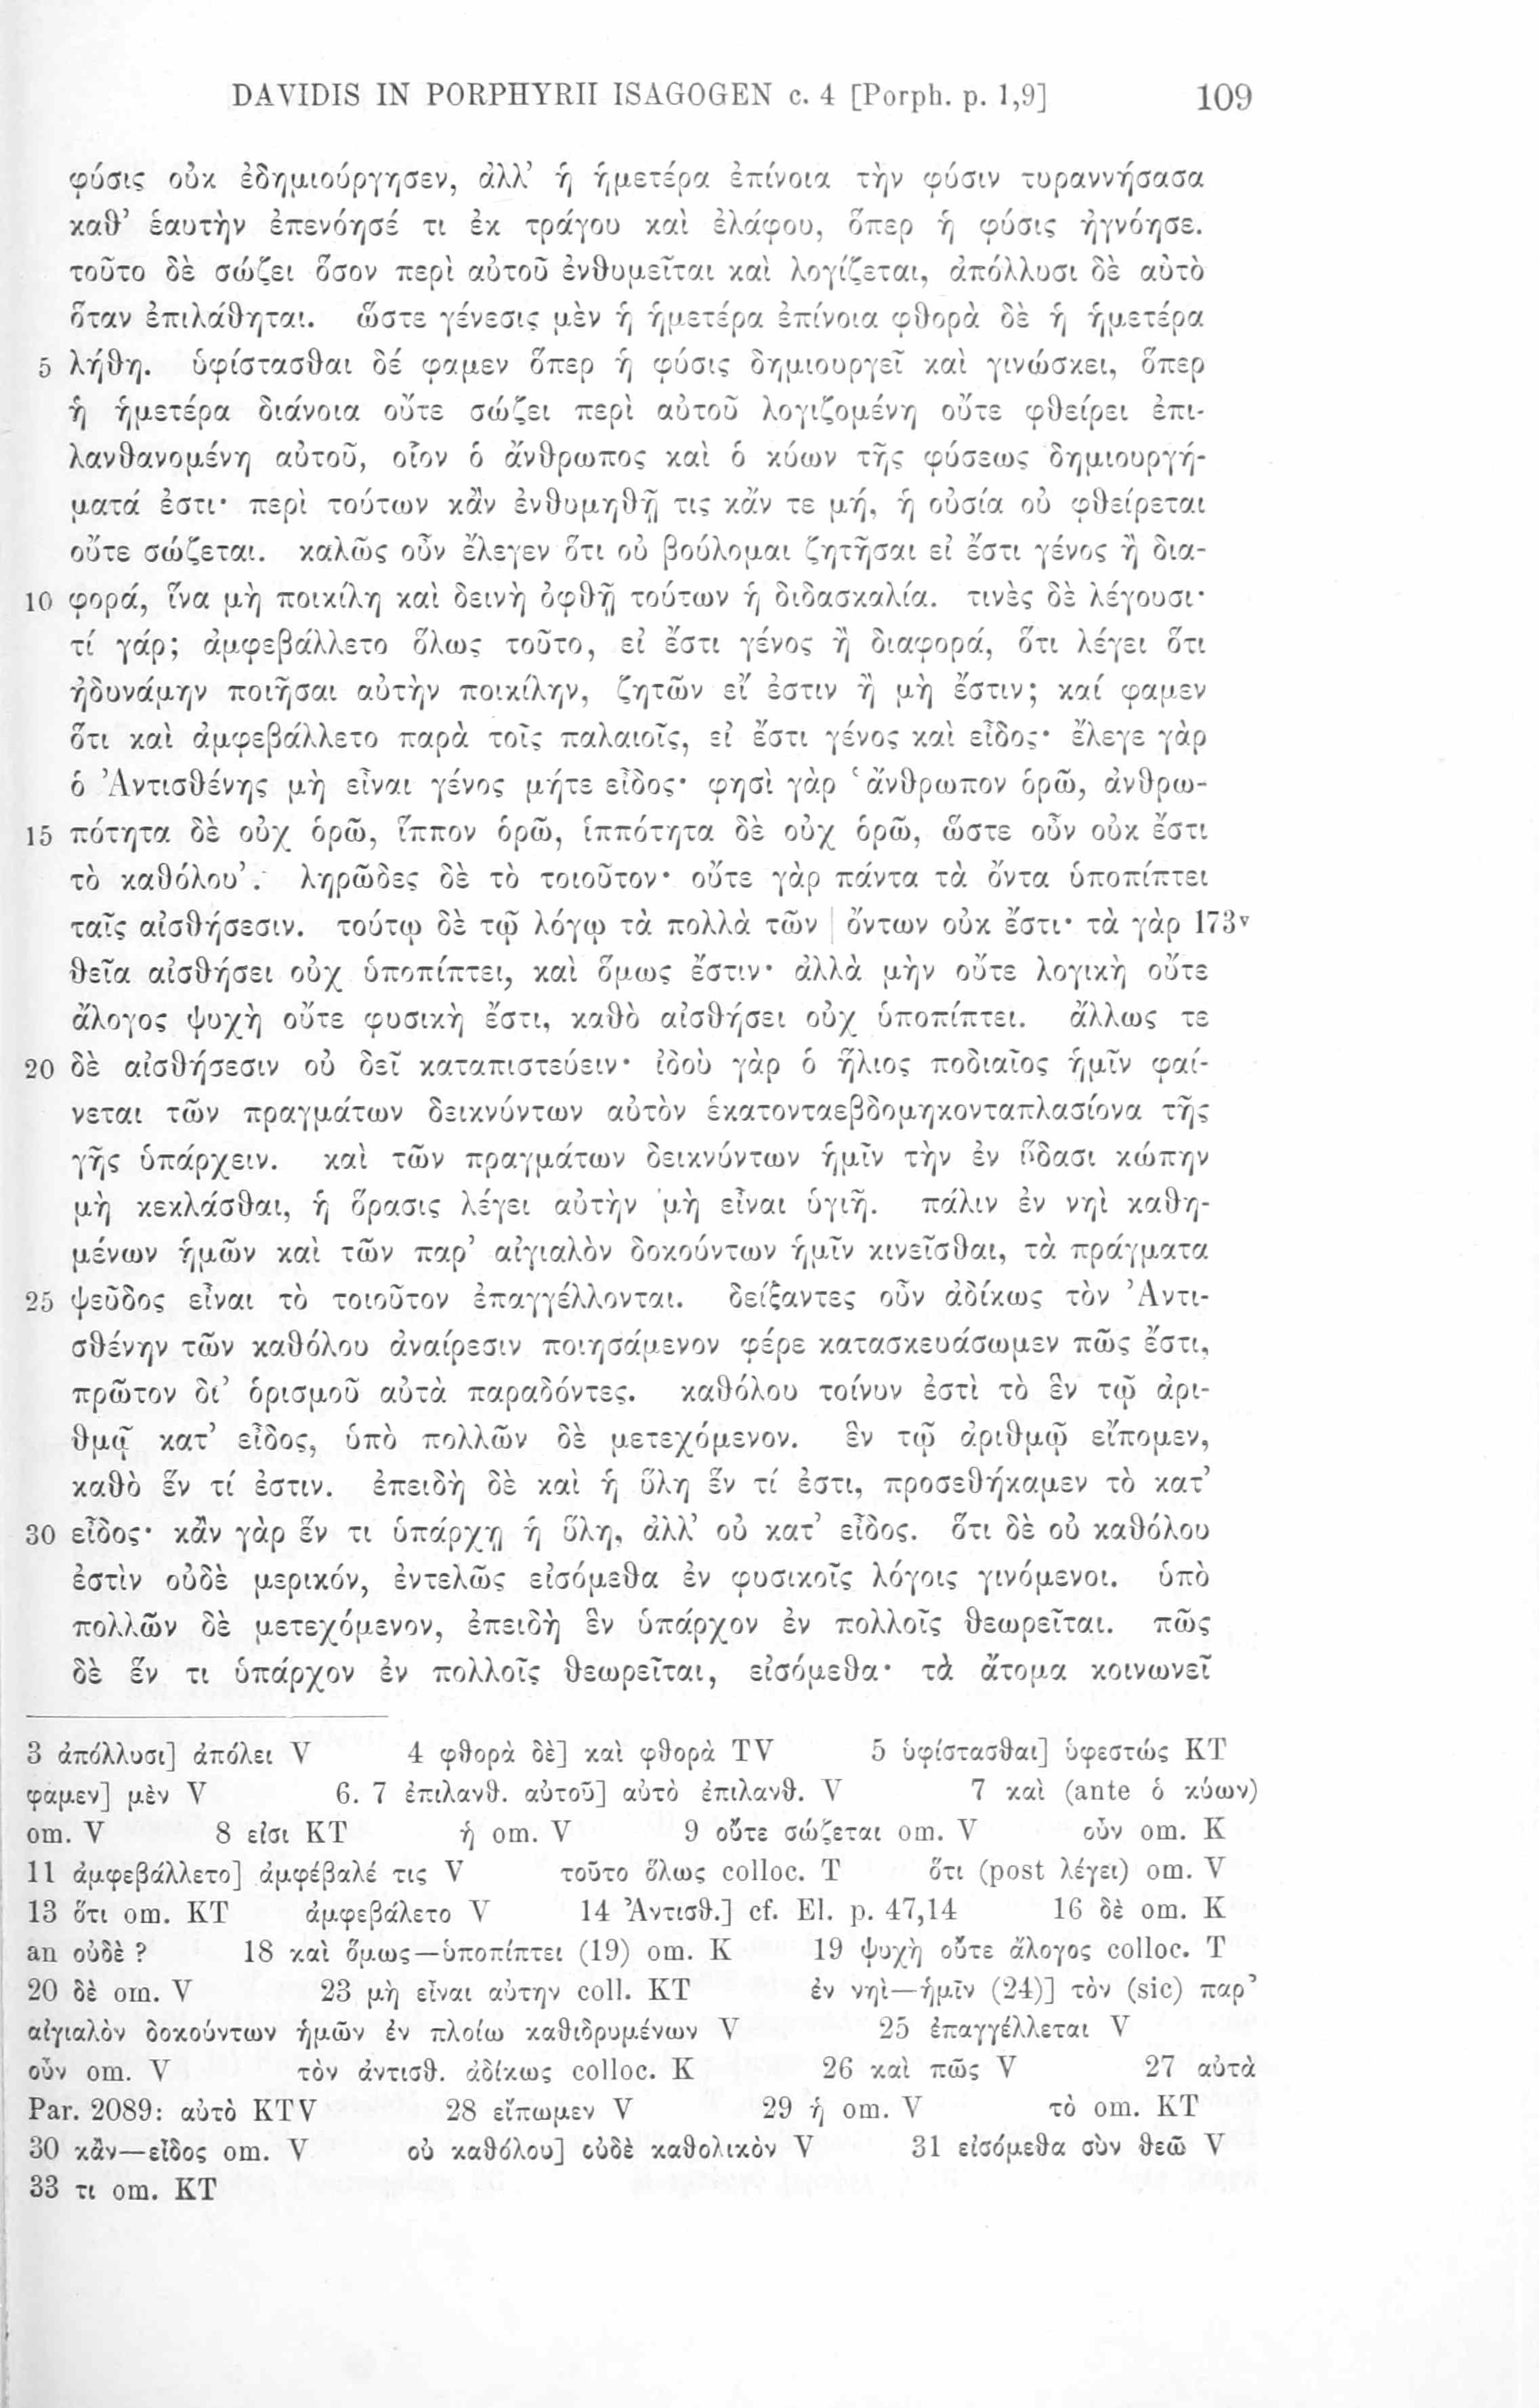 DAVIDIS IN PORPHYRII ISAGOGEN c. 4 [Porph. p. 1,9] 109
φύσις οὐκ ἐδημιούργησεν, ἀλλ’ ἡ ἡμετέρα ἐπίνοια τὴν φύσιν τυραννήσασα
καθ’ ἑαυτὴν ἐπενόησέ τι ἐκ τράγου καὶ ἐλάφου, ὅπερ ἡ φύσις ἠγνόησε.
τοῦτο δὲ σώζει ὅσον περὶ αὐτοῦ ἐνθυμεῖται καὶ λογίζεται, ἀπόλλυσι δὲ αὐτὸ
ὅταν ἐπιλάθηται. ὥστε γένεσις μὲν ἡ ἡμετέρα ἐπίνοια φθορὰ δὲ ἡ ἡμετέρα
5 λήθη. ὑφίστασθαι δέ φαμεν ὅπερ ἡ φύσις δημιουργεῖ καὶ γινώσκει, ὅπερ
ἡ ἡμετέρα διάνοια οὔτε σώζει περὶ αὐτοῦ λογιζομένη οὔτε φθείρει ἐπι-
λανθανομένη αὐτοῦ, οἷον ὁ ἄνθρωπος καὶ ὁ κύων τῆς φύσεως δημιουργή-
ματά ἐστι· περὶ τούτων κἂν ἐνθυμηθῇ τις κἄν τε μή, ἡ οὐσία οὐ φθείρεται
οὔτε σώζεται. καλῶς οὖν ἔλεγεν ὅτι οὐ βούλομαι ζητῆσαι εἰ ἔστι γένος ἢ δια-
10 φορά, ἵνα μὴ ποικίλη καὶ δεινὴ ὀφθῇ τούτων ἡ διδασκαλία. τινὲς δὲ λέγουσι·
τί γάρ; ἀμφεβάλλετο ὅλως τοῦτο, εἰ ἔστι γένος ἢ διαφορά, ὅτι λέγει ὅτι
ἠδυνάμην ποιῆσαι αὐτὴν ποικίλην, ζητῶν εἴ ἐστιν ἢ μὴ ἔστιν; καί φαμεν
ὅτι καὶ ἀμφεβάλλετο παρὰ τοῖς παλαιοῖς, εἰ ἔστι γένος καὶ εἶδος· ἔλεγε γὰρ
ὁ Ἀντισθένης μὴ εἶναι γένος μήτε εἶδος· φησὶ γὰρ ‘ἄνθρωπον ὁρῶ, ἀνθρω-
15 πότητα δὲ οὐχ ὁρῶ, ἵππον ὁρῶ, ἱππότητα δὲ οὐχ ὁρῶ, ὥστε οὖν οὐκ ἔστι
τὸ καθόλου’. ληρῶδες δὲ τὸ τοιοῦτον· οὔτε γὰρ πάντα τὰ ὄντα ὑποπίπτει
ταῖς αἰσθήσεσιν. τούτῳ δὲ τῷ λόγῳ τὰ πολλὰ τῶν | ὄντων οὐκ ἔστι· τὰ γὰρ 173v
θεῖα αἰσθήσει οὐχ ὑποπίπτει, καὶ ὅμως ἔστιν· ἀλλὰ μὴν οὔτε λογικὴ οὔτε
ἄλογος ψυχὴ οὔτε φυσικὴ ἔστι, καθὸ αἰσθήσει οὐχ ὑποπίπτει. ἄλλως τε
20 δὲ αἰσθήσεσιν οὐ δεῖ καταπιστεύειν· ἰδοὺ γὰρ ὁ ἥλιος ποδιαῖος ἡμῖν φαί-
νεται τῶν πραγμάτων δεικνύντων αὐτὸν ἑκατονταεβδομηκονταπλασίονα τῆς
γῆς ὑπάρχειν. καὶ τῶν πραγμάτων δεικνύντων ἡμῖν τὴν ἐν ὕδασι κώπην
μὴ κεκλάσθαι, ἡ ὅρασις λέγει αὐτὴν μὴ εἶναι ὑγιῆ. πάλιν ἐν νηὶ καθη-
μένων ἡμῶν καὶ τῶν παρ’ αἰγιαλὸν δοκούντων ἡμῖν κινεῖσθαι, τὰ πράγματα
25 ψεῦδος εἶναι τὸ τοιοῦτον ἐπαγγέλλονται. δείξαντες οὖν ἀδίκως τὸν Ἀντι-
σθένην τῶν καθόλου ἀναίρεσιν ποιησάμενον φέρε κατασκευάσωμεν πῶς ἔστι,
πρῶτον δι’ ὁρισμοῦ αὐτὰ παραδόντες. καθόλου τοίνυν ἐστὶ τὸ ἓν τῷ ἀρι-
θμῷ κατ’ εἶδος, ὑπὸ πολλῶν δὲ μετεχόμενον. ἓν τῷ ἀριθμῷ εἴπομεν,
καθὸ ἕν τί ἐστιν. ἐπειδὴ δὲ καὶ ἡ ὕλη ἕν τί ἐστι, προσεθήκαμεν τὸ κατ’
30 εἶδος· κἂν γὰρ ἕν τι ὑπάρχῃ ἡ ὕλη, ἀλλ’ οὐ κατ’ εἶδος. ὅτι δὲ οὐ καθόλου
ἐστὶν οὐδὲ μερικόν, ἐντελῶς εἰσόμεθα ἐν φυσικοῖς λόγοις γινόμενοι. ὑπὸ
πολλῶν δὲ μετεχόμενον, ἐπειδὴ ἓν ὑπάρχον ἐν πολλοῖς θεωρεῖται. πῶς
δὲ ἕν τι ὑπάρχον ἐν πολλοῖς θεωρεῖται, εἰσόμεθα· τὰ ἄτομα κοινωνεῖ
3 ἀπόλλυσι] ἀπόλει V 4 φθορὰ δὲ] καὶ φθορὰ TV 5 ὑφίστασθαι] ὑφεστώς KT
φαμεν] μὲν V 6. 7 ἐπιλανθ. αὐτοῦ] αὐτὸ ἐπιλανθ. V 7 καὶ (ante ὁ κύων)
om. V 8 εἰσι KT ἡ om. V 9 οὔτε σώζεται om. V οὖν om. K
11 ἀμφεβάλλετο] ἀμφέβαλέ τις V τοῦτο ὅλως colloc. T ὅτι (post λέγει) om. V
13 ὅτι om. KT ἀμφεβάλετο V 14 Ἀντισθ.] cf. El. p. 47,14 16 δὲ om. K
an οὐδὲ ? 18 καὶ ὅμως—ὑποπίπτει (19) om. K 19 ψυχὴ οὔτε ἄλογος colloc. T
20 δὲ om. V 23 μὴ εἶναι αὐτην coll. KT ἐν νηὶ—ἡμῖν (24)] τὸν (sic) παρ’
αἰγιαλὸν δοκούντων ἡμῶν ἐν πλοίω καθιδρυμένων V 25 ἐπαγγέλλεται V
οὖν om. V τὸν ἀντισθ. ἀδίκως colloc. K 26 καὶ πῶς V 27 αὐτὰ
Par. 2089: αὐτὸ KTV 28 εἴπωμεν V 29 ἡ om. V τὸ om. KT
30 κἂν—εἶδος om. V οὐ καθόλου] οὐδὲ καθολικὸν V 31 εἰσόμεθα σὺν θεῶ V
33 τι om. KT